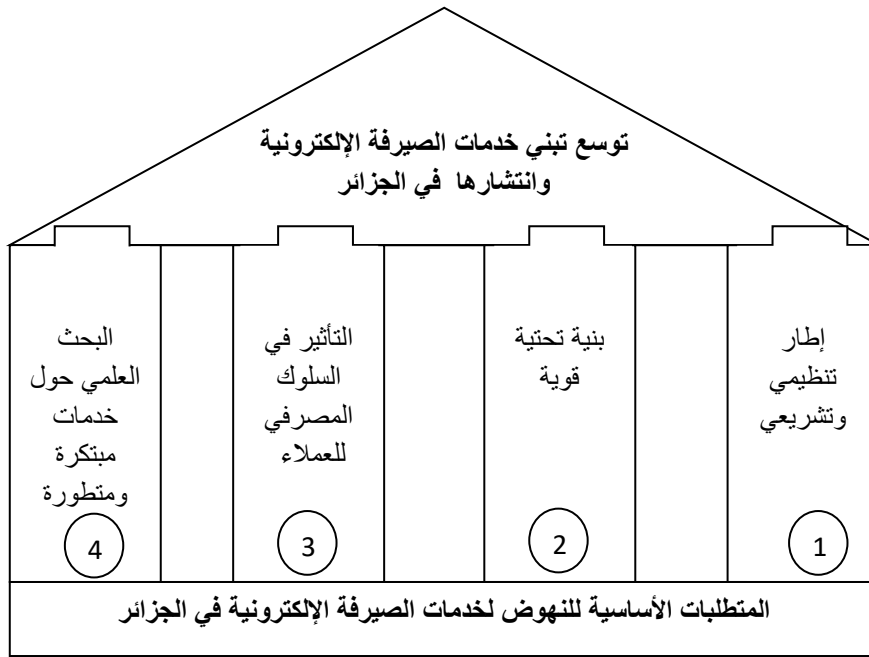 توسع تبني خدمات الصيرفة الإلكترونية
وانتشارها في الجزائر
إطار
تنظيمي
وتشريعي
1
بنية تحتية
قوية
2
التأثير في
السلوك
المصرفي
للعملاء
3
البحث
العلمي حول
خدمات
مبتكرة
ومتطورة
4
المتطلبات الأساسية للنهوض لخدمات الصيرفة الإلكترونية في الجزائر